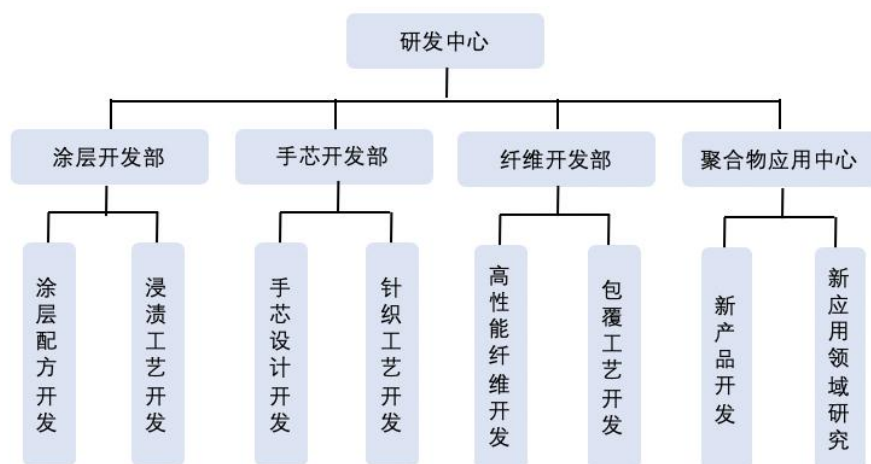 研发中心
涂层开发部
手芯开发部
纤维开发部
聚合物应用中心
涂层配方开发
浸渍工艺开发
手芯设计开发
针织工艺开发
高性能纤维开发
包覆工艺开发
新产品开发
新应用领域研究